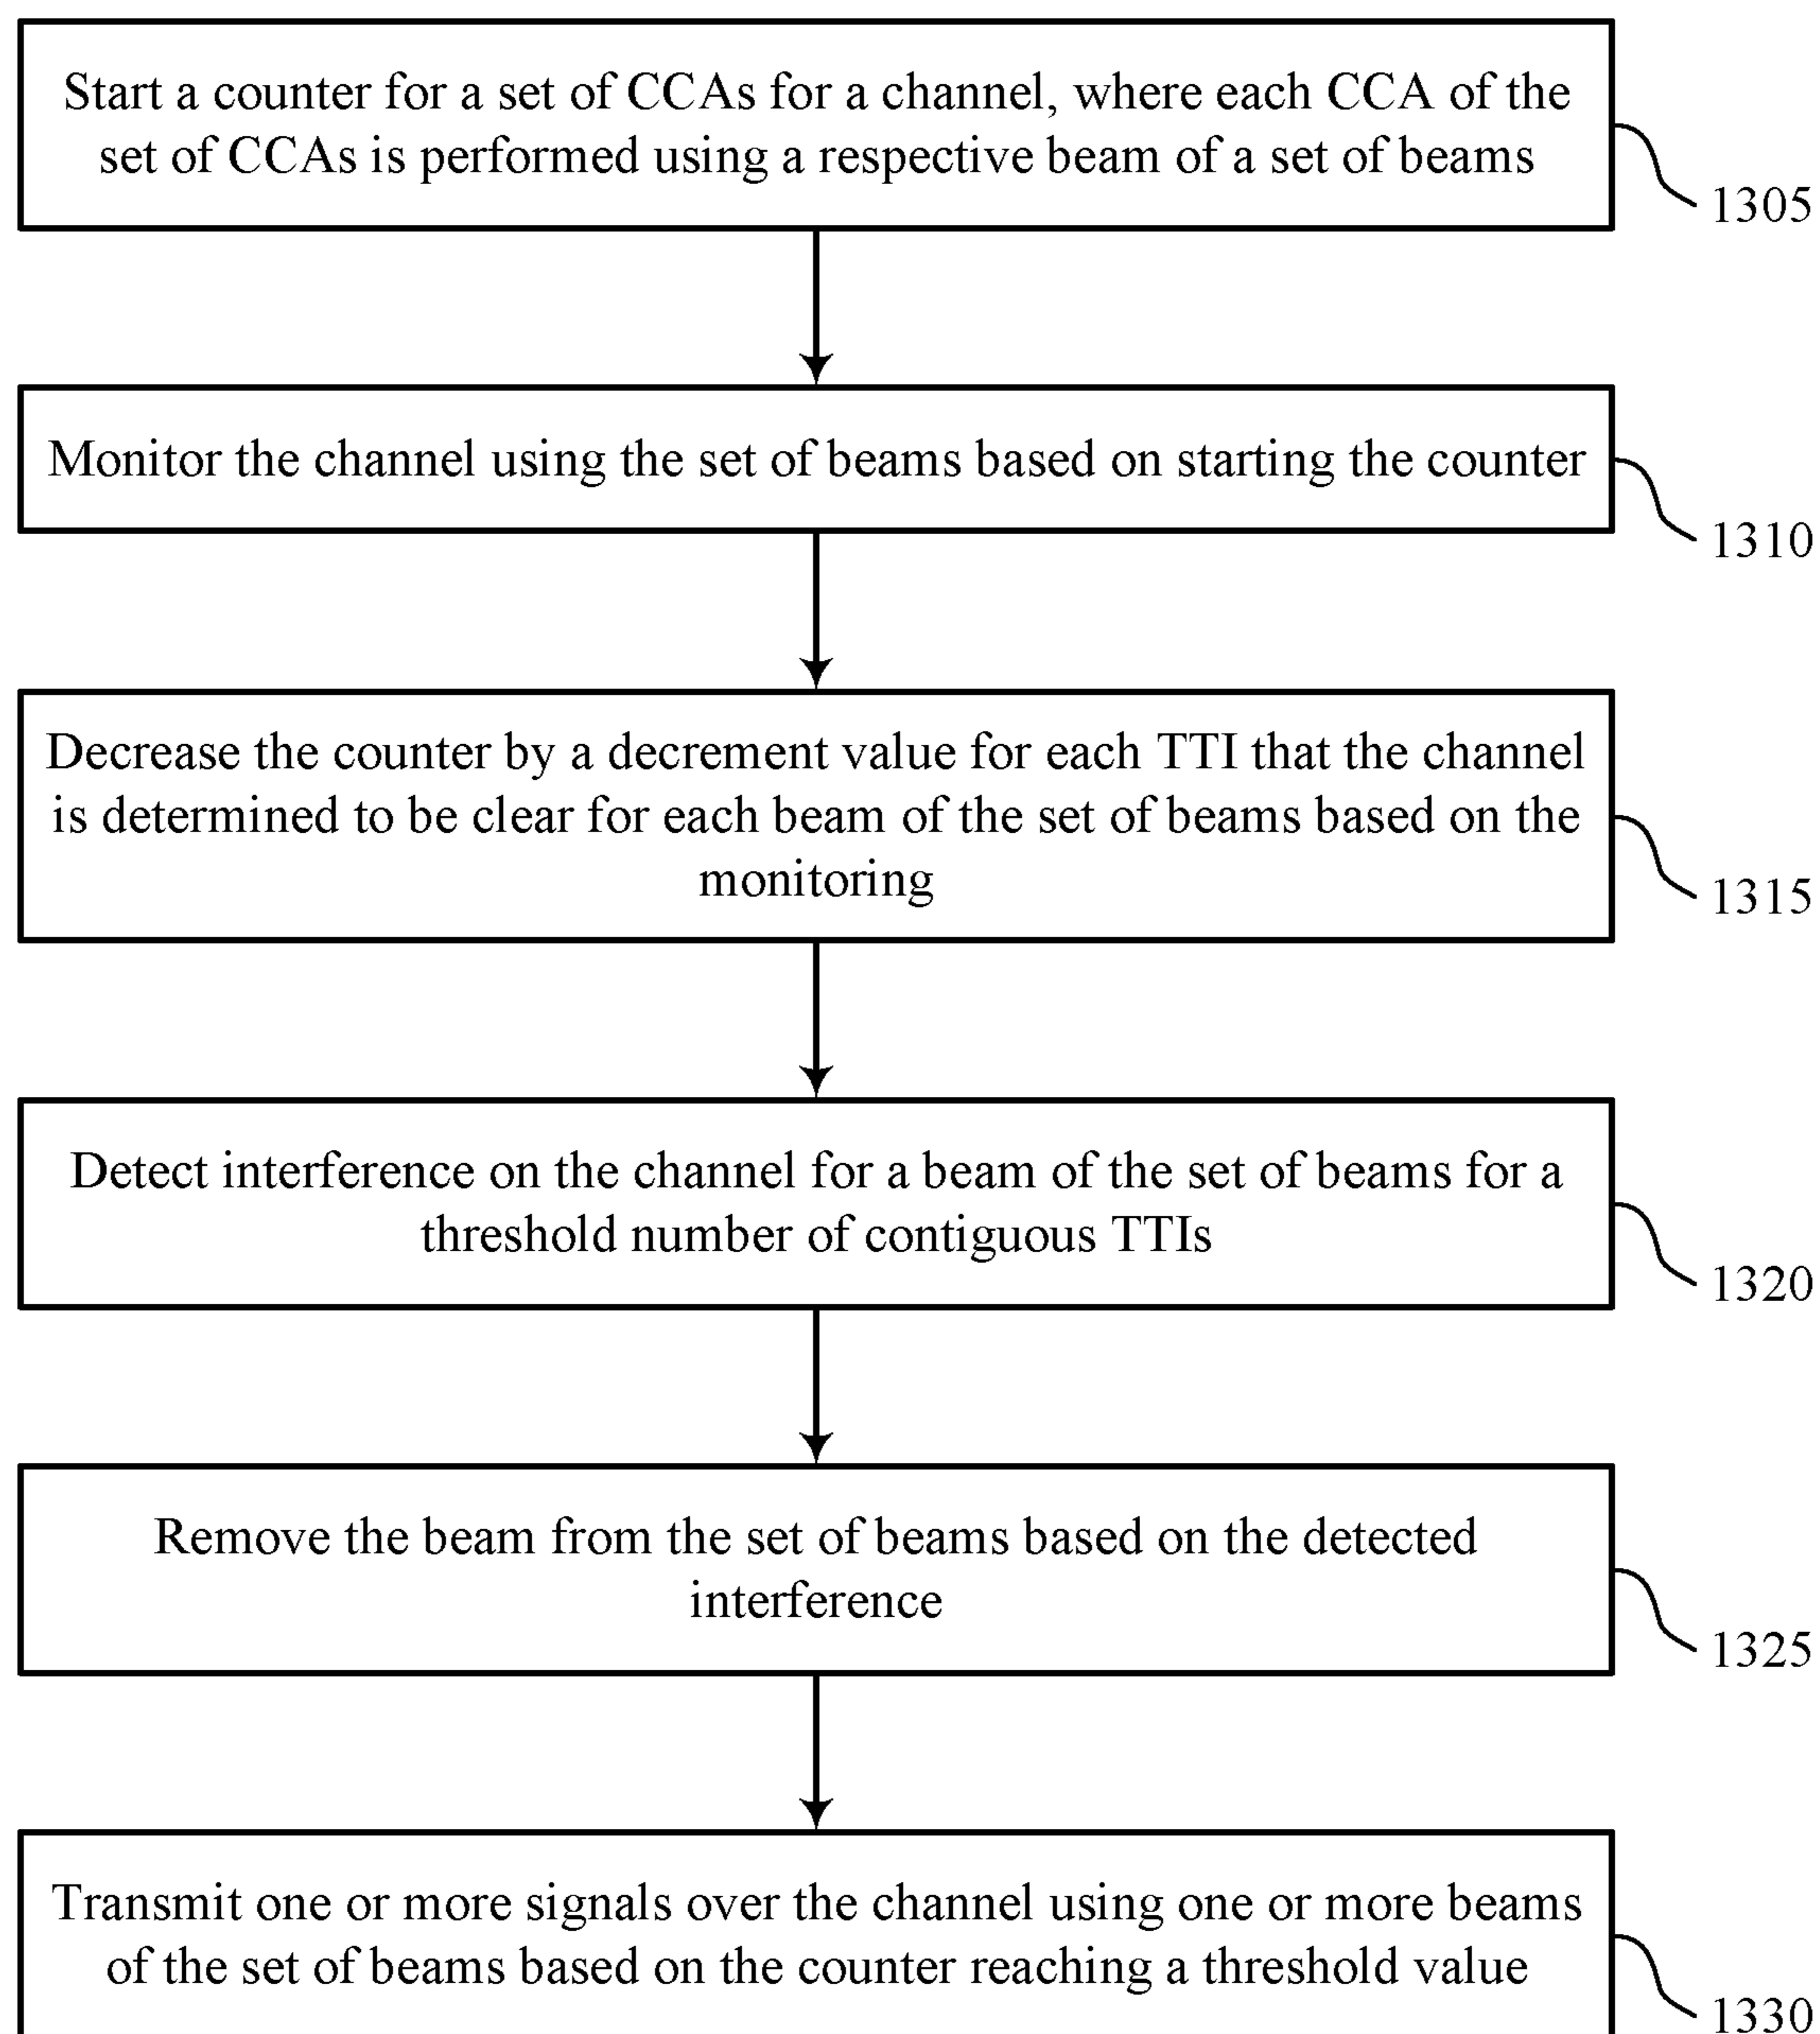 Start a counter for a set of CCAs for a channel, where each CCA of the
set of CCAs is performed using a respective beam of a set of beams
1305
Monitor the channel using the set of beams based on starting the counter
1310
Decrease the counter by a decrement value for each TTI that the channel
is determined to be clear for each beam of the set of beams based on the
monitoring
1315
Detect interference on the channel for a beam of the set of beams for a
threshold number of contiguous TTIs
1320
Remove the beam from the set of beams based on the detected
interference
1325
Transmit one or more signals over the channel using one or more beams
of the set of beams based on the counter reaching a threshold value
1330